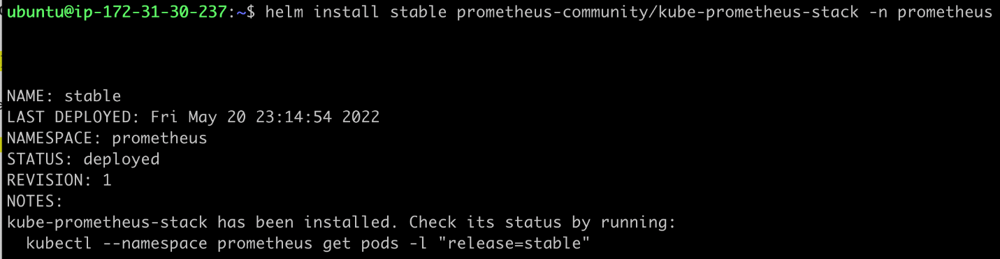 ubuntu@ip-172-31-30-237:~$ helm install stable prometheus-community/kube-prometheus-stack -n prometheus
NAME: stable
LAST DEPLOYED: Fri May 20 23:14:54 2022
NAMESPACE: prometheus
STATUS: deployed
REVISION: 1
NOTES:
kube-prometheus-stack has been installed. Check its status by running:
  kubectl --namespace prometheus get pods -l "release=stable"